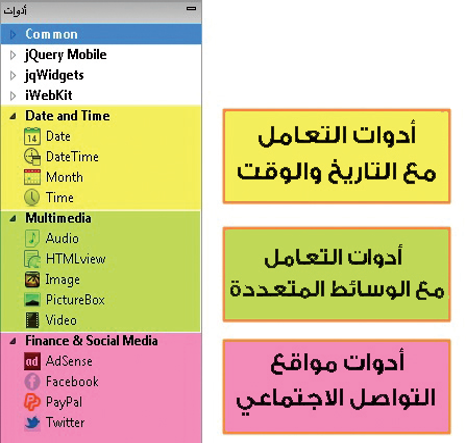 أدوات
Common
jQuery Mobile
jqWidgets
iWebKit
Date and Time
Date
DateTime
Month
Time
Multimedia
Audio
HTMLview
Image
PictureBox
Video
Finance & Social Media
AdSense
Facebook
PayPal
Twitter
أدوات التعامل
مع التاريخ والوقت
أدوات التعامل
مع الوسائط المتعددة
أدوات مواقع
التواصل الاجتماعي